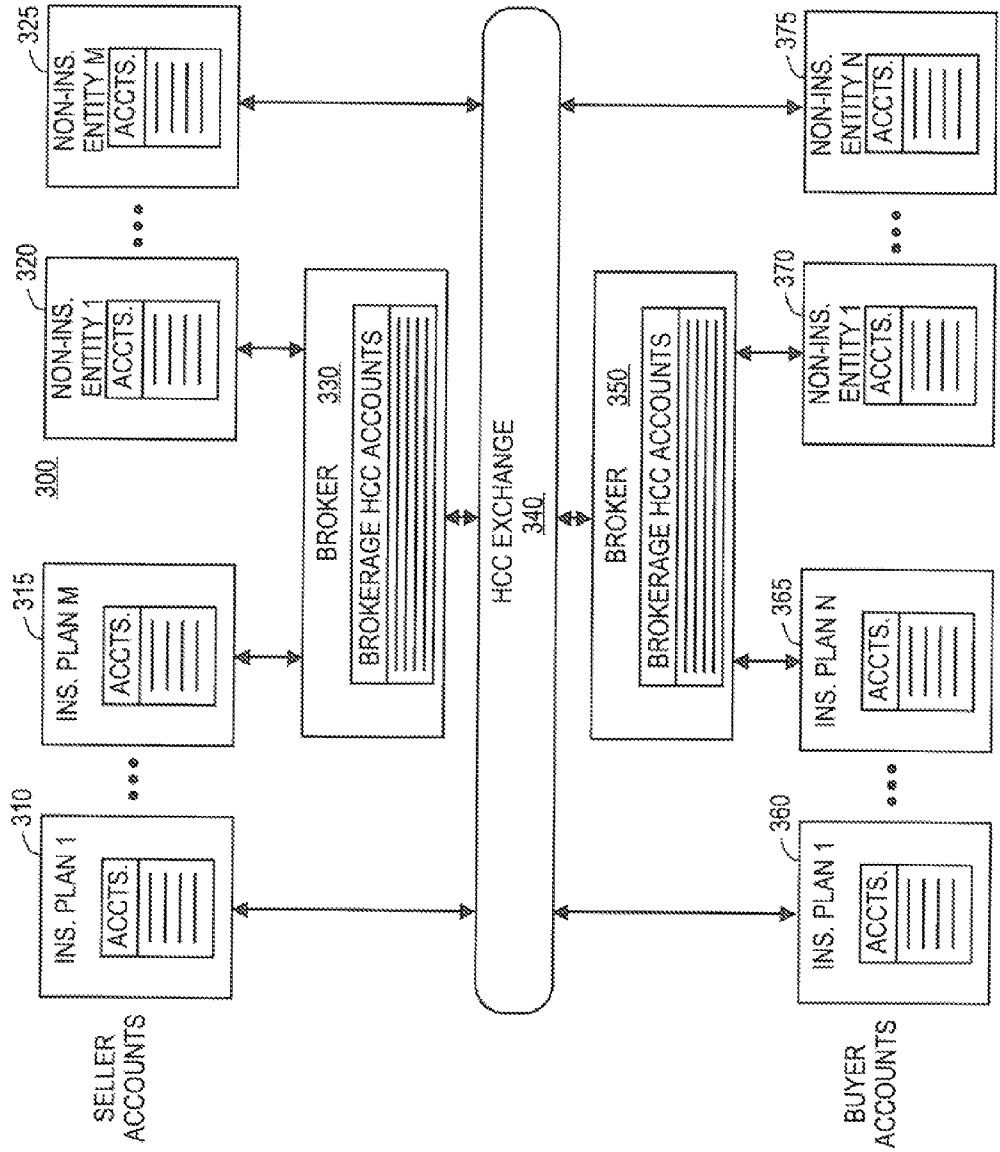 300
SELLER
ACCOUNTS
310
INS. PLAN 1
ACCTS.
315
INS. PLAN M
ACCTS.
320
NON-INS.
ENTITY 1
ACCTS.
325
NON-INS.
ENTITY M
ACCTS.
BROKER 330
BROKERAGE HCC ACCOUNTS
HCC EXCHANGE
340
BROKER 350
BROKERAGE HCC ACCOUNTS
BUYER
ACCOUNTS
360
INS. PLAN 1
ACCTS.
365
INS. PLAN N
ACCTS.
370
NON-INS.
ENTITY 1
ACCTS.
375
NON-INS.
ENTITY N
ACCTS.